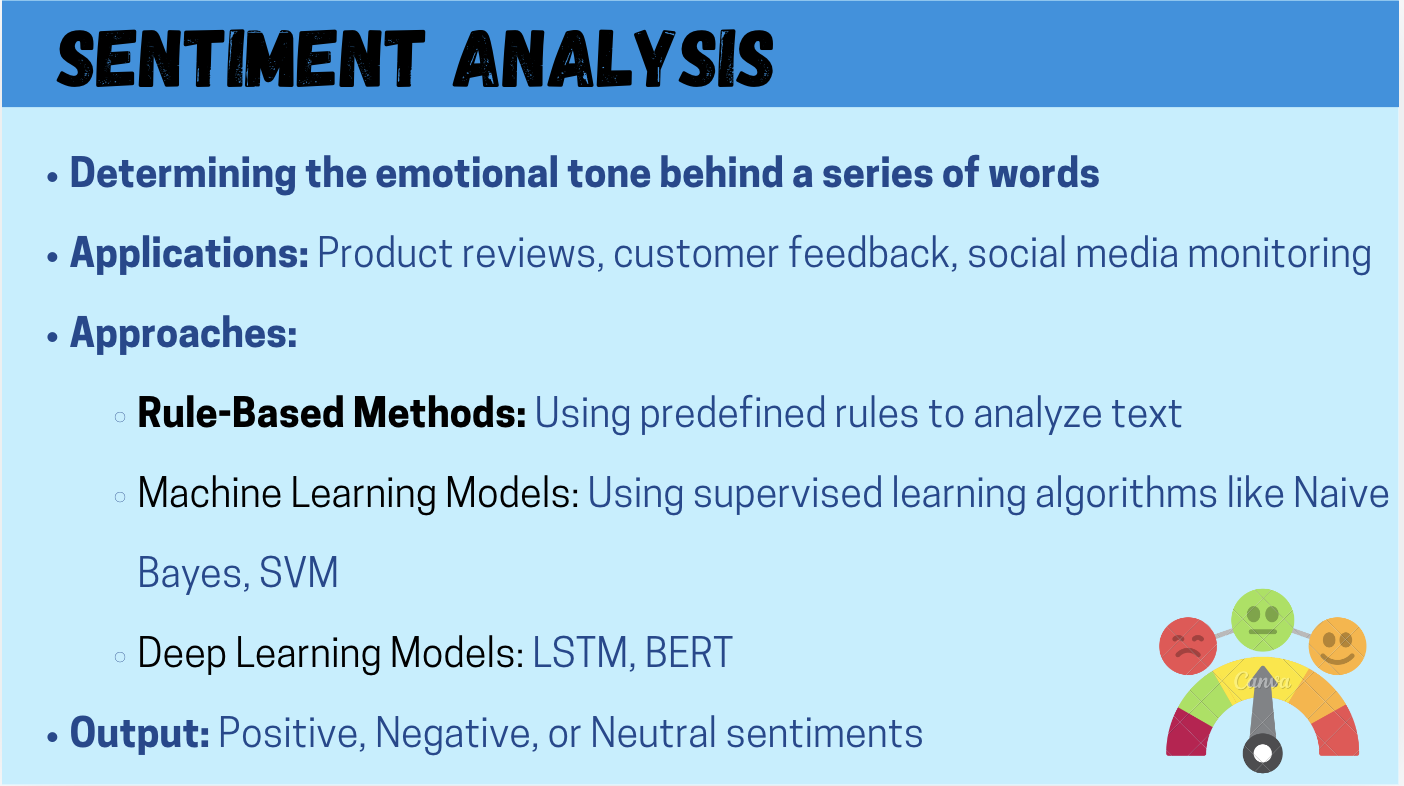 SENTIMENT ANALYSIS
• Determining the emotional tone behind a series of words
• Applications: Product reviews, customer feedback, social media monitoring
• Approaches:
◦ Rule-Based Methods: Using predefined rules to analyze text
◦ Machine Learning Models: Using supervised learning algorithms like Naive
Bayes, SVM
◦ Deep Learning Models: LSTM, BERT
Canva
• Output: Positive, Negative, or Neutral sentiments